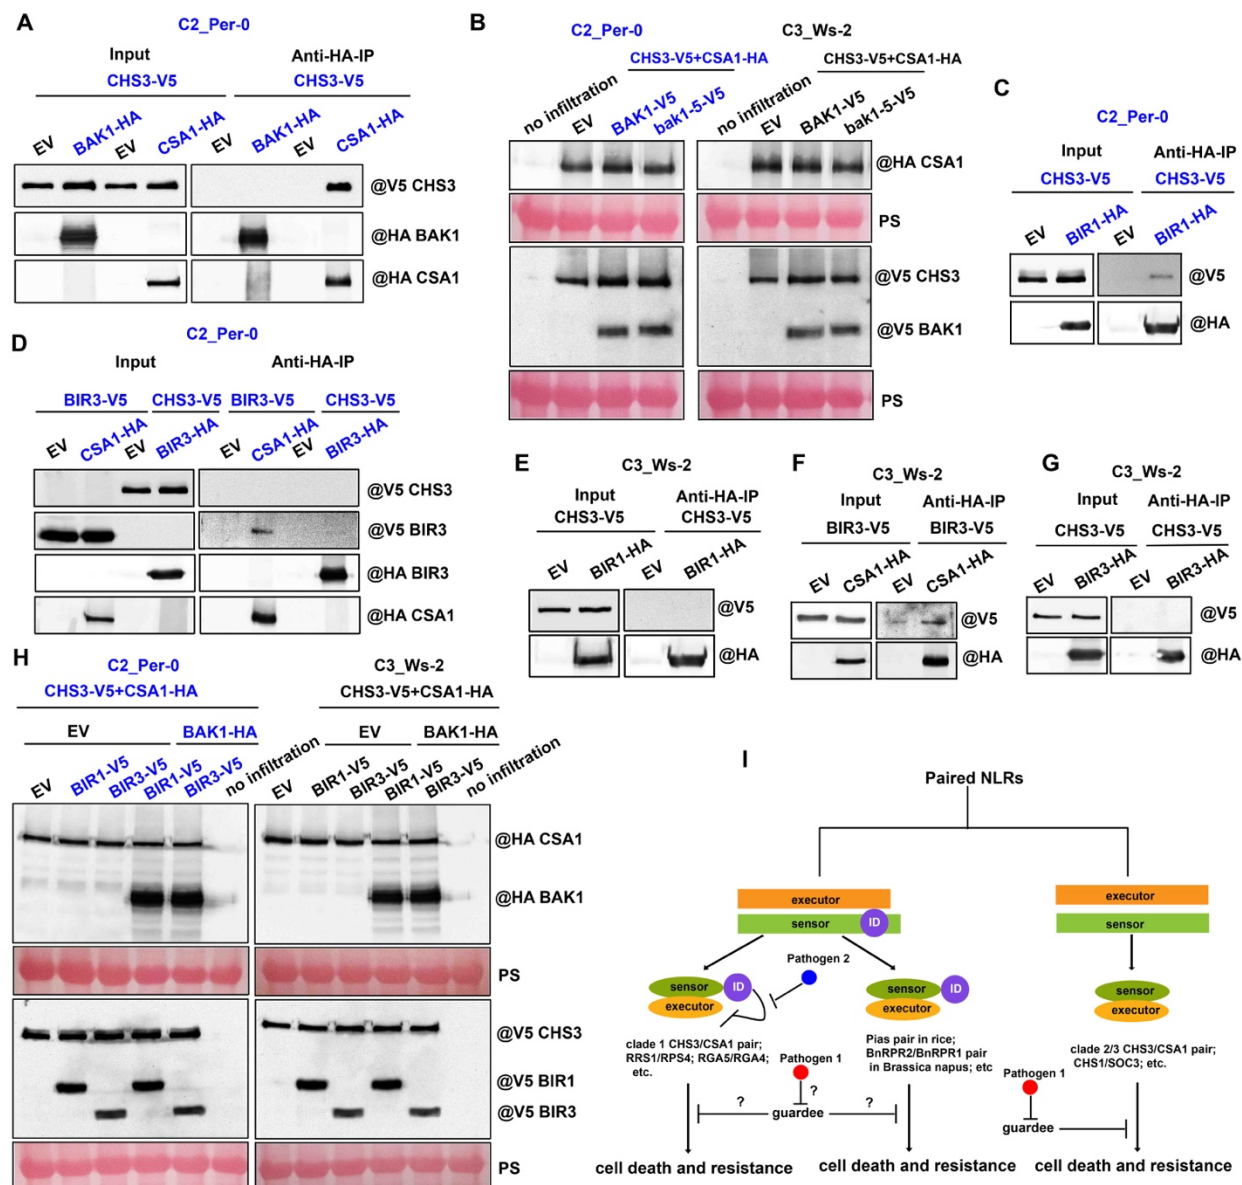 A
C2_Per-0
Input
Anti-HA-IP
CHS3-V5
CHS3-V5
EV
BAK1-HA
EV
CSA1-HA
EV
BAK1-HA
EV
CSA1-HA
@V5 CHS3
@HA BAK1
@HA CSA1
B
C2_Per-0
C3_Ws-2
CHS3-V5+CSA1-HA
CHS3-V5+CSA1-HA
no infiltration
EV
BAK1-V5
bak1-5-V5
no infiltration
EV
BAK1-V5
bak1-5-V5
@HA CSA1
PS
@V5 CHS3
@V5 BAK1
PS
C
C2_Per-0
Input
Anti-HA-IP
CHS3-V5
CHS3-V5
EV
BIR1-HA
EV
BIR1-HA
@V5
@HA
D
C2_Per-0
Input
Anti-HA-IP
BIR3-V5
CHS3-V5
BIR3-V5
CHS3-V5
EV
CSA1-HA
EV
BIR3-HA
EV
CSA1-HA
EV
BIR3-HA
@V5 CHS3
@V5 BIR3
@HA BIR3
@HA CSA1
E
C3_Ws-2
Input
Anti-HA-IP
CHS3-V5
CHS3-V5
EV
BIR1-HA
EV
BIR1-HA
@V5
@HA
F
C3_Ws-2
Input
Anti-HA-IP
BIR3-V5
BIR3-V5
EV
CSA1-HA
EV
CSA1-HA
@V5
@HA
G
C3_Ws-2
Input
Anti-HA-IP
CHS3-V5
CHS3-V5
EV
BIR3-HA
EV
BIR3-HA
@V5
@HA
H
C2_Per-0
CHS3-V5+CSA1-HA
C3_Ws-2
CHS3-V5+CSA1-HA
EV
BAK1-HA
EV
BAK1-HA
EV
BIR1-V5
BIR3-V5
BIR1-V5
BIR3-V5
no infiltration
EV
BIR1-V5
BIR3-V5
BIR1-V5
BIR3-V5
no infiltration
@HA CSA1
@HA BAK1
PS
@V5 CHS3
@V5 BIR1
@V5 BIR3
PS
I
Paired NLRs
executor
sensor
ID
executor
sensor
sensor
ID
executor
Pathogen 2
sensor
ID
executor
sensor
executor
clade 1 CHS3/CSA1 pair;
RRS1/RPS4; RGA5/RGA4;
etc.
Pias pair in rice;
BnRPR2/BnRPR1 pair
in Brassica napus; etc
clade 2/3 CHS3/CSA1 pair;
CHS1/SOC3; etc.
Pathogen 1
?
?
guardee
?
Pathogen 1
guardee
cell death and resistance
cell death and resistance
cell death and resistance